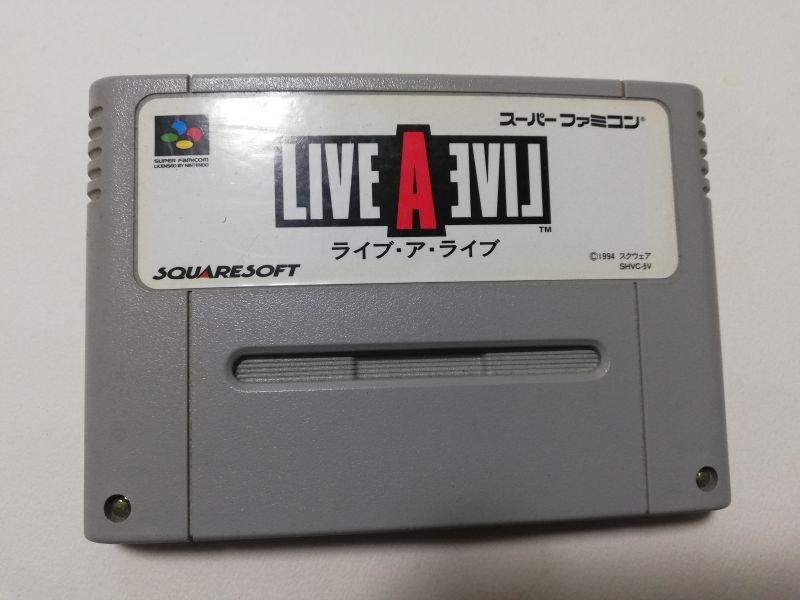 スーパーファミコン®
SUPER FAMICOM
LICENSED BY NINTENDO
LIVE A EVIL
TM
ライブ・ア・ライブ
SQUARESOFT
©1994 スクウェア
SHVC-5V